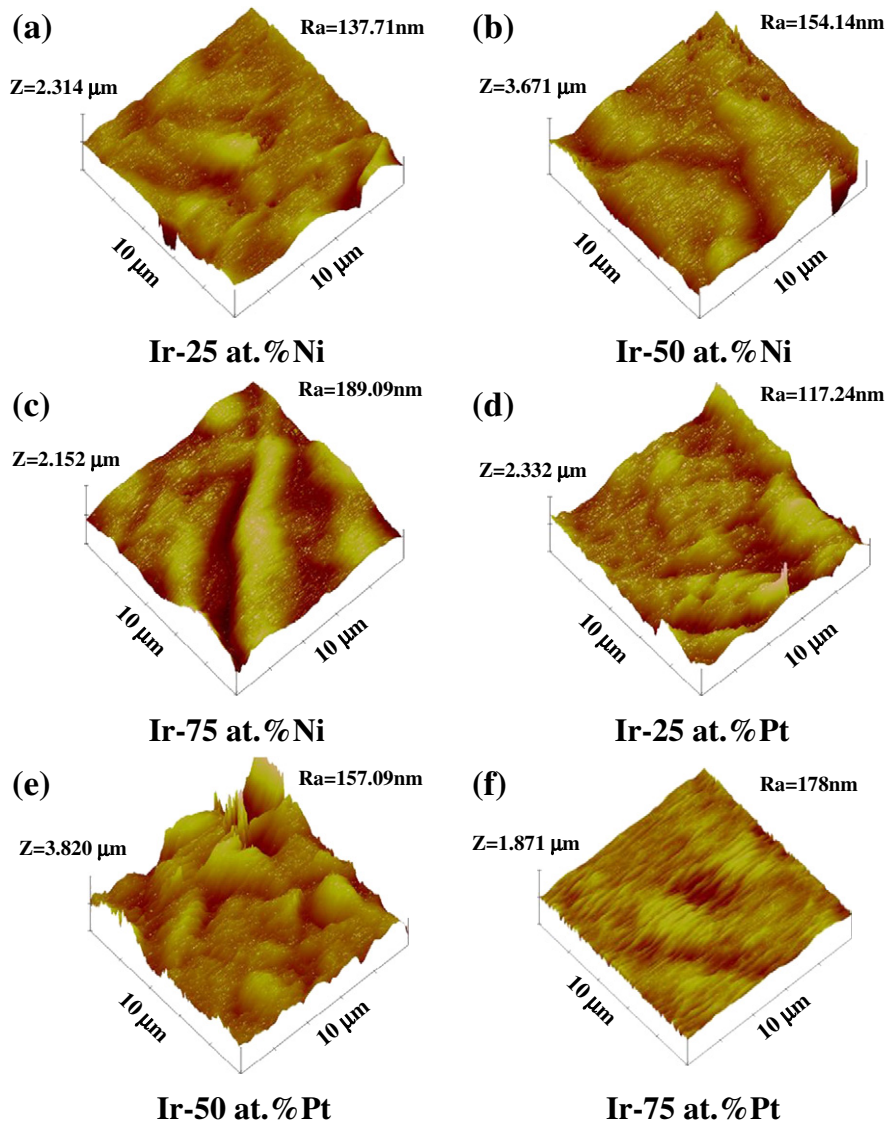 (a)
Ra=137.71nm
Z=2.314 μm
10 μm
10 μm
Ir-25 at.%Ni
(b)
Ra=154.14nm
Z=3.671 μm
10 μm
10 μm
Ir-50 at.%Ni
(c)
Ra=189.09nm
Z=2.152 μm
10 μm
10 μm
Ir-75 at.%Ni
(d)
Ra=117.24nm
Z=2.332 μm
10 μm
10 μm
Ir-25 at.%Pt
(e)
Ra=157.09nm
Z=3.820 μm
10 μm
10 μm
Ir-50 at.%Pt
(f)
Ra=178nm
Z=1.871 μm
10 μm
10 μm
Ir-75 at.%Pt